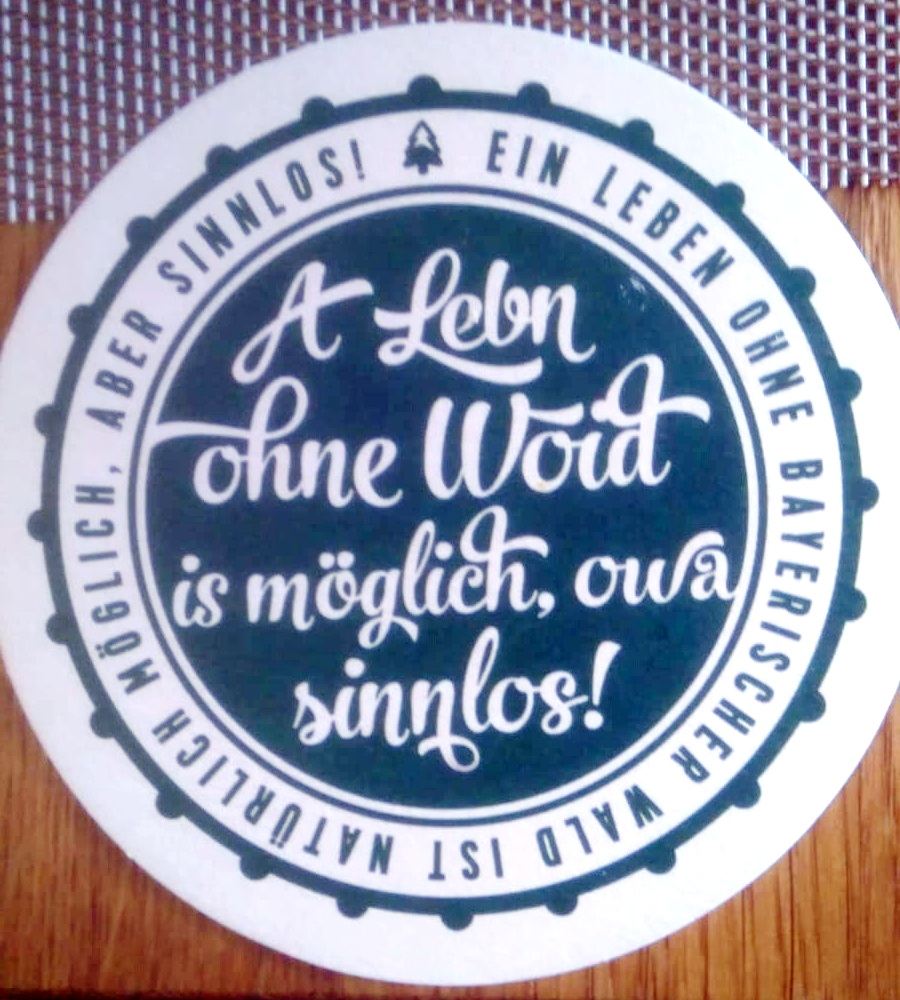 EIN LEBEN OHNE BAYERISCHER WALD IST NATÜRLICH MÖGLICH, ABER SINNLOS!
A Lebn
ohne Woid
is möglich, owa
sinnlos!